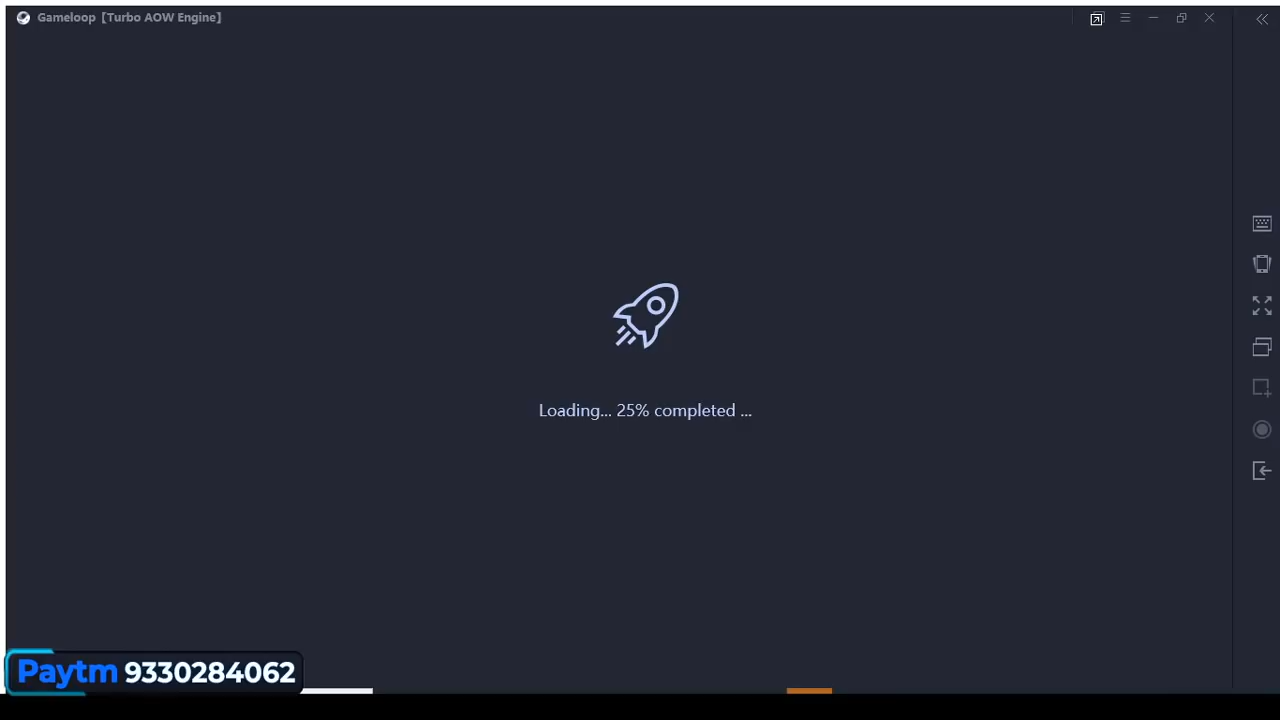 Gameloop [Turbo AOW Engine]
Loading... 25% completed ...
Paytm 9330284062